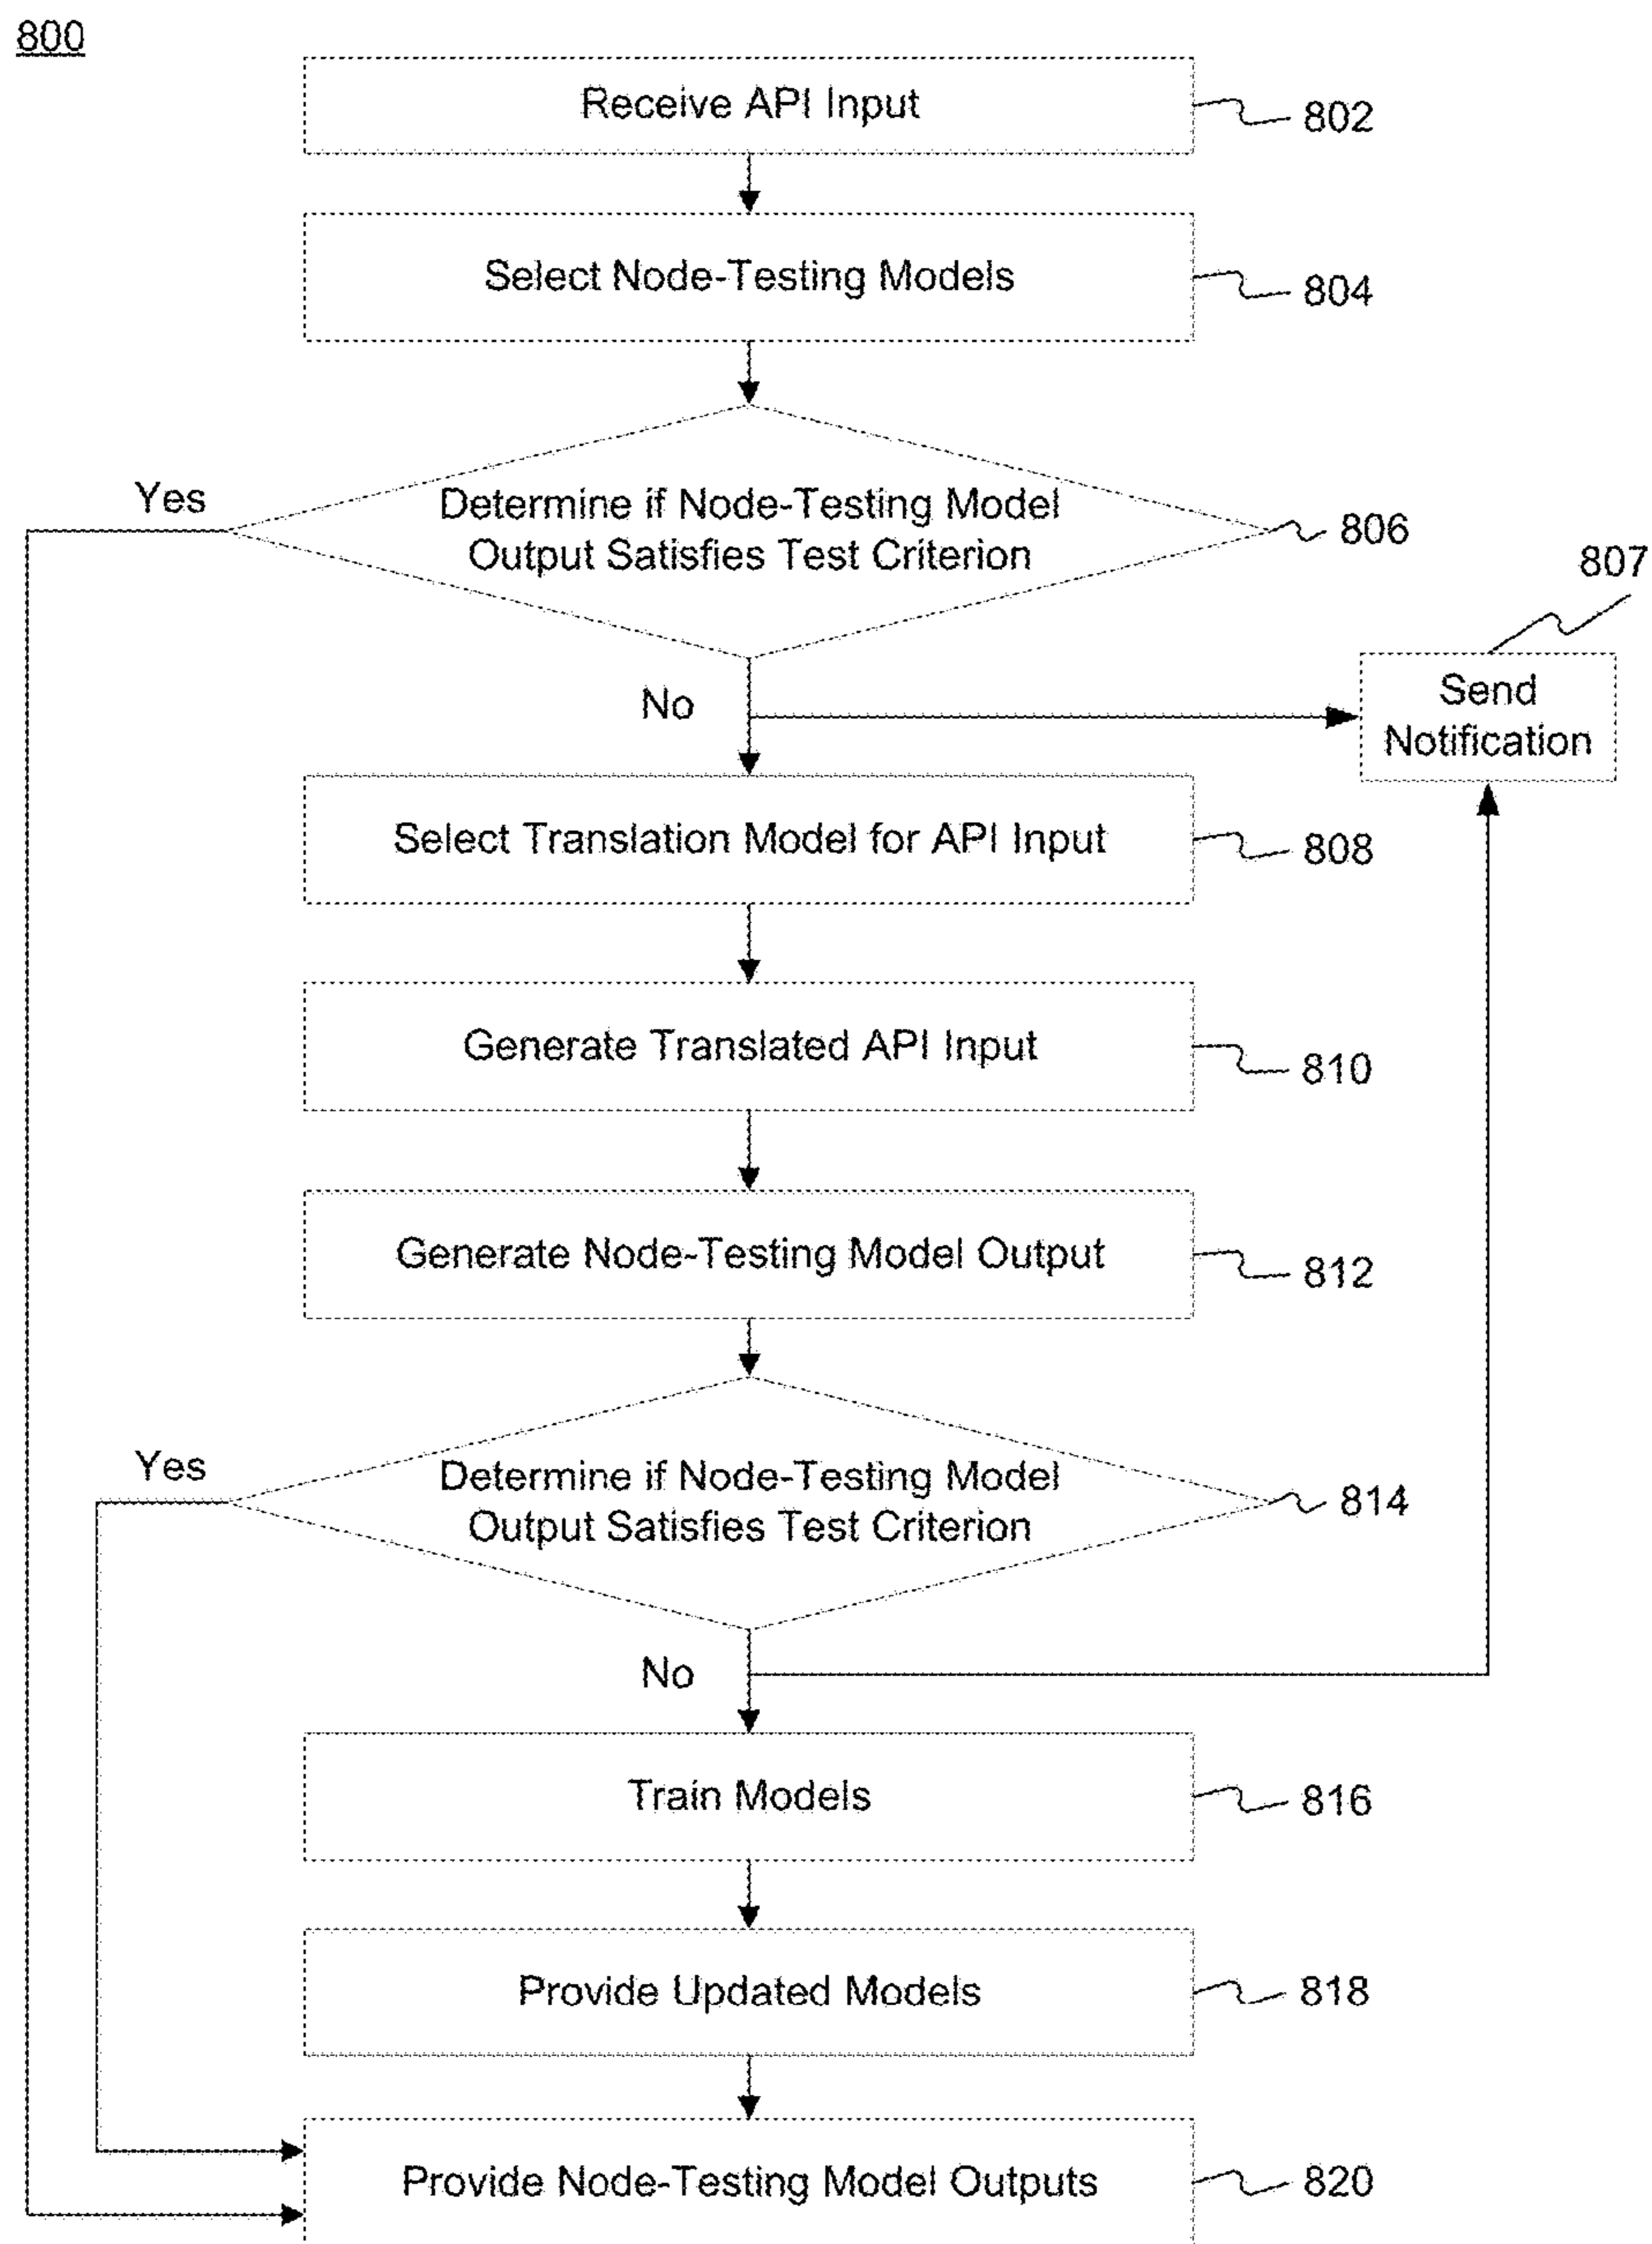 800
Receive API Input
802
Select Node-Testing Models
804
Yes
Determine if Node-Testing Model
Output Satisfies Test Criterion
806
807
No
Send
Notification
Select Translation Model for API Input
808
Generate Translated API Input
810
Generate Node-Testing Model Output
812
Yes
Determine if Node-Testing Model
Output Satisfies Test Criterion
814
No
Train Models
816
Provide Updated Models
818
Provide Node-Testing Model Outputs
820